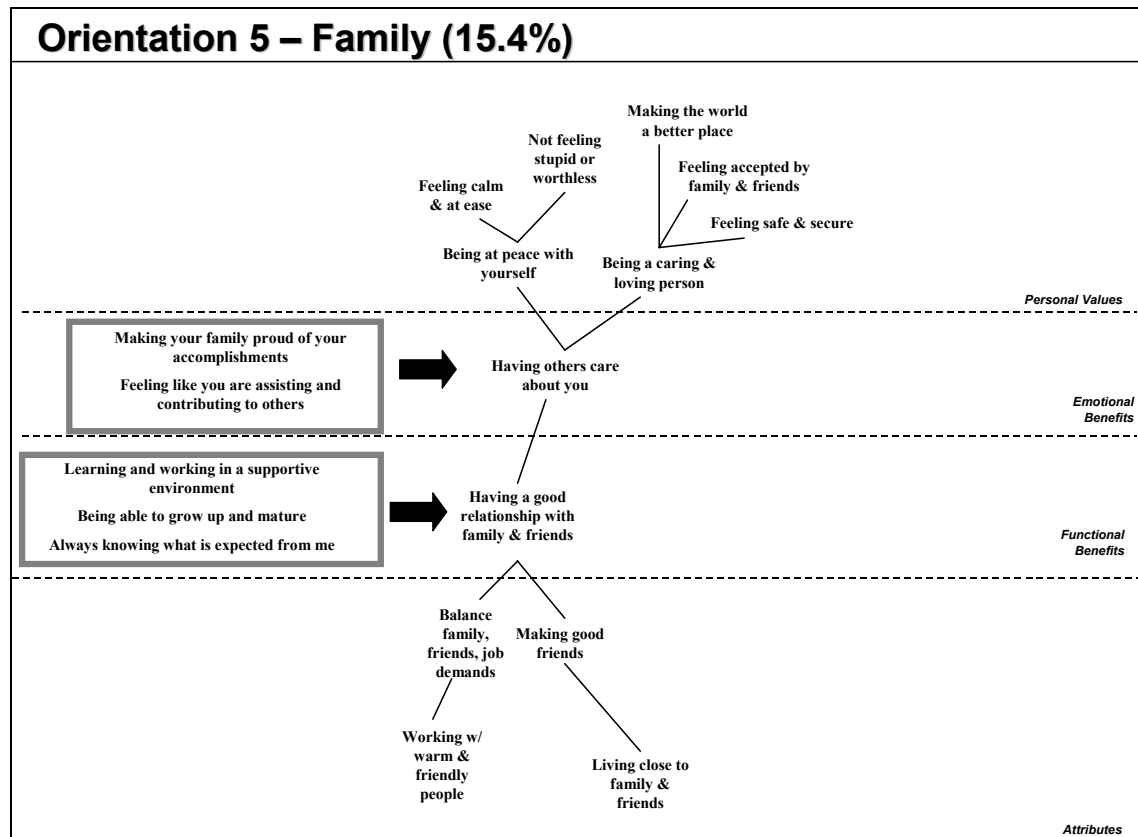 Orientation 5 – Family (15.4%)
Making the world
a better place
Not feeling
stupid or
worthless
Feeling accepted by
family & friends
Feeling calm
& at ease
Feeling safe & secure
Being at peace with
yourself
Being a caring &
loving person
Personal Values
Making your family proud of your
accomplishments
Feeling like you are assisting and
contributing to others
Having others care
about you
Emotional
Benefits
Learning and working in a supportive
environment
Being able to grow up and mature
Always knowing what is expected from me
Having a good
relationship with
family & friends
Functional
Benefits
Balance
family,
friends, job
demands
Making good
friends
Working w/
warm &
friendly
people
Living close to
family &
friends
Attributes